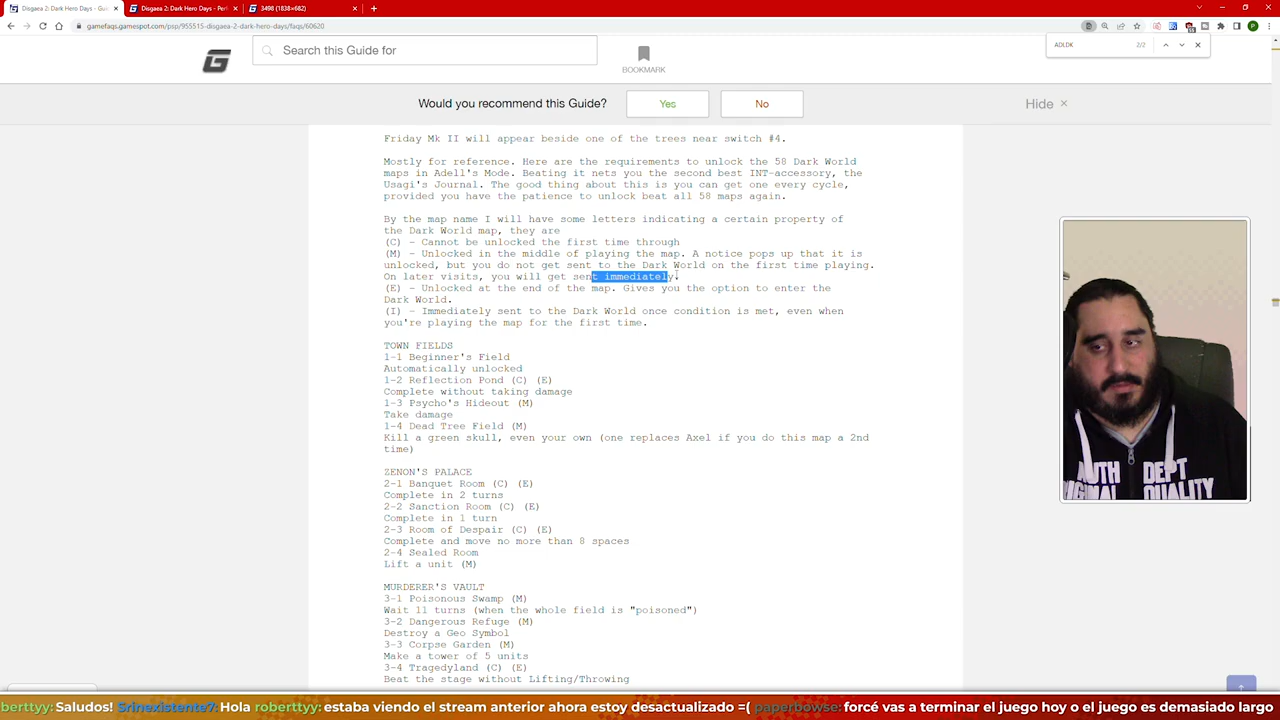 Disgaea 2: Dark Hero Days - Gu
Disgaea 2: Dark Hero Days - Per
3498 (1838×682)
gamefaqs.gamespot.com/psp/955515-disgaea-2-dark-hero-days/faqs/60620
ADLDK 2/2
Search this Guide for
BOOKMARK
Would you recommend this Guide? Yes No Hide ×
Friday Mk II will appear beside one of the trees near switch #4.
Mostly for reference. Here are the requirements to unlock the 58 Dark World
maps in Adell's Mode. Beating it nets you the second best INT-accessory, the
Usagi's Journal. The good thing about this is you can get one every cycle,
provided you have the patience to unlock beat all 58 maps again.
By the map name I will have some letters indicating a certain property of
the Dark World map, they are
(C) - Cannot be unlocked the first time through
(M) - Unlocked in the middle of playing the map. A notice pops up that it is
unlocked, but you do not get sent to the Dark World on the first time playing.
On later visits, you will get sent immediately.
(E) - Unlocked at the end of the map. Gives you the option to enter the
Dark World.
(I) - Immediately sent to the Dark World once condition is met, even when
you're playing the map for the first time.
TOWN FIELDS
1-1 Beginner's Field
Automatically unlocked
1-2 Reflection Pond (C) (E)
Complete without taking damage
1-3 Psycho's Hideout (M)
Take damage
1-4 Dead Tree Field (M)
Kill a green skull, even your own (one replaces Axel if you do this map a 2nd
time)
ZENON'S PALACE
2-1 Banquet Room (C) (E)
Complete in 2 turns
2-2 Sanction Room (C) (E)
Complete in 1 turn
2-3 Room of Despair (C) (E)
Complete and move no more than 8 spaces
2-4 Sealed Room
Lift a unit (M)
MURDERER'S VAULT
3-1 Poisonous Swamp (M)
Wait 11 turns (when the whole field is "poisoned")
3-2 Dangerous Refuge (M)
Destroy a Geo Symbol
3-3 Corpse Garden (M)
Make a tower of 5 units
3-4 Tragedyland (C) (E)
Beat the stage without Lifting/Throwing
AUTH DEPT
ORIGINAL QUALITY
berttyy: Saludos! Srinexistente7: Hola roberttyy: estaba viendo el stream anterior ahora estoy desactualizado =( paperbowse: forcé vas a terminar el juego hoy o el juego es demasiado largo